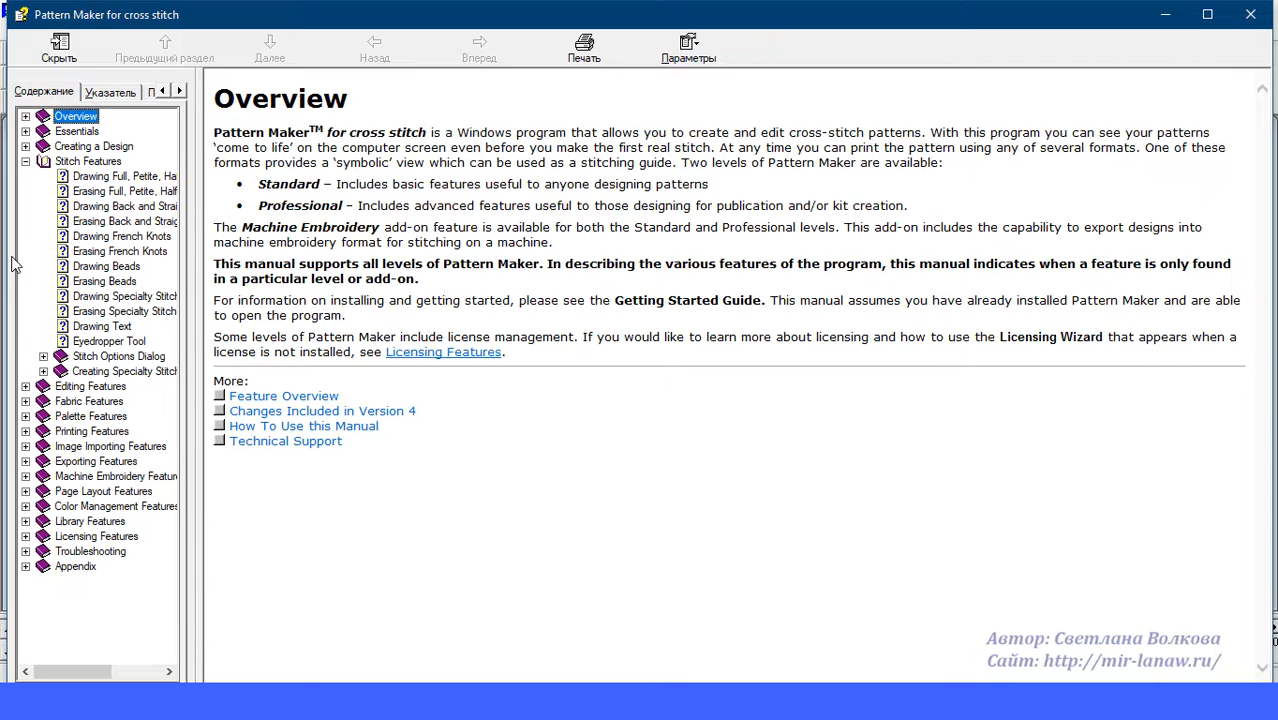 Pattern Maker for cross stitch
Скрыть
Предыдущий раздел
Далее
Назад
Вперед
Печать
Параметры
Содержание
Указатель
П
Overview
Essentials
Creating a Design
Stitch Features
Drawing Full, Petite, Ha
Erasing Full, Petite, Half
Drawing Back and Strai
Erasing Back and Straig
Drawing French Knots
Erasing French Knots
Drawing Beads
Erasing Beads
Drawing Specialty Stitch
Erasing Specialty Stitch
Drawing Text
Eyedropper Tool
Stitch Options Dialog
Creating Specialty Stitch
Editing Features
Fabric Features
Palette Features
Printing Features
Image Importing Features
Exporting Features
Machine Embroidery Featur
Page Layout Features
Color Management Features
Library Features
Licensing Features
Troubleshooting
Appendix
Overview
Pattern Maker™ for cross stitch is a Windows program that allows you to create and edit cross-stitch patterns. With this program you can see your patterns
‘come to life’ on the computer screen even before you make the first real stitch. At any time you can print the pattern using any of several formats. One of these
formats provides a ‘symbolic’ view which can be used as a stitching guide. Two levels of Pattern Maker are available:
• Standard – Includes basic features useful to anyone designing patterns
• Professional – Includes advanced features useful to those designing for publication and/or kit creation.
The Machine Embroidery add-on feature is available for both the Standard and Professional levels. This add-on includes the capability to export designs into
machine embroidery format for stitching on a machine.
This manual supports all levels of Pattern Maker. In describing the various features of the program, this manual indicates when a feature is only found
in a particular level or add-on.
For information on installing and getting started, please see the Getting Started Guide. This manual assumes you have already installed Pattern Maker and are able
to open the program.
Some levels of Pattern Maker include license management. If you would like to learn more about licensing and how to use the Licensing Wizard that appears when a
license is not installed, see Licensing Features.
More:
Feature Overview
Changes Included in Version 4
How To Use this Manual
Technical Support
Автор: Светлана Волкова
Сайт: http://mir-lanaw.ru/